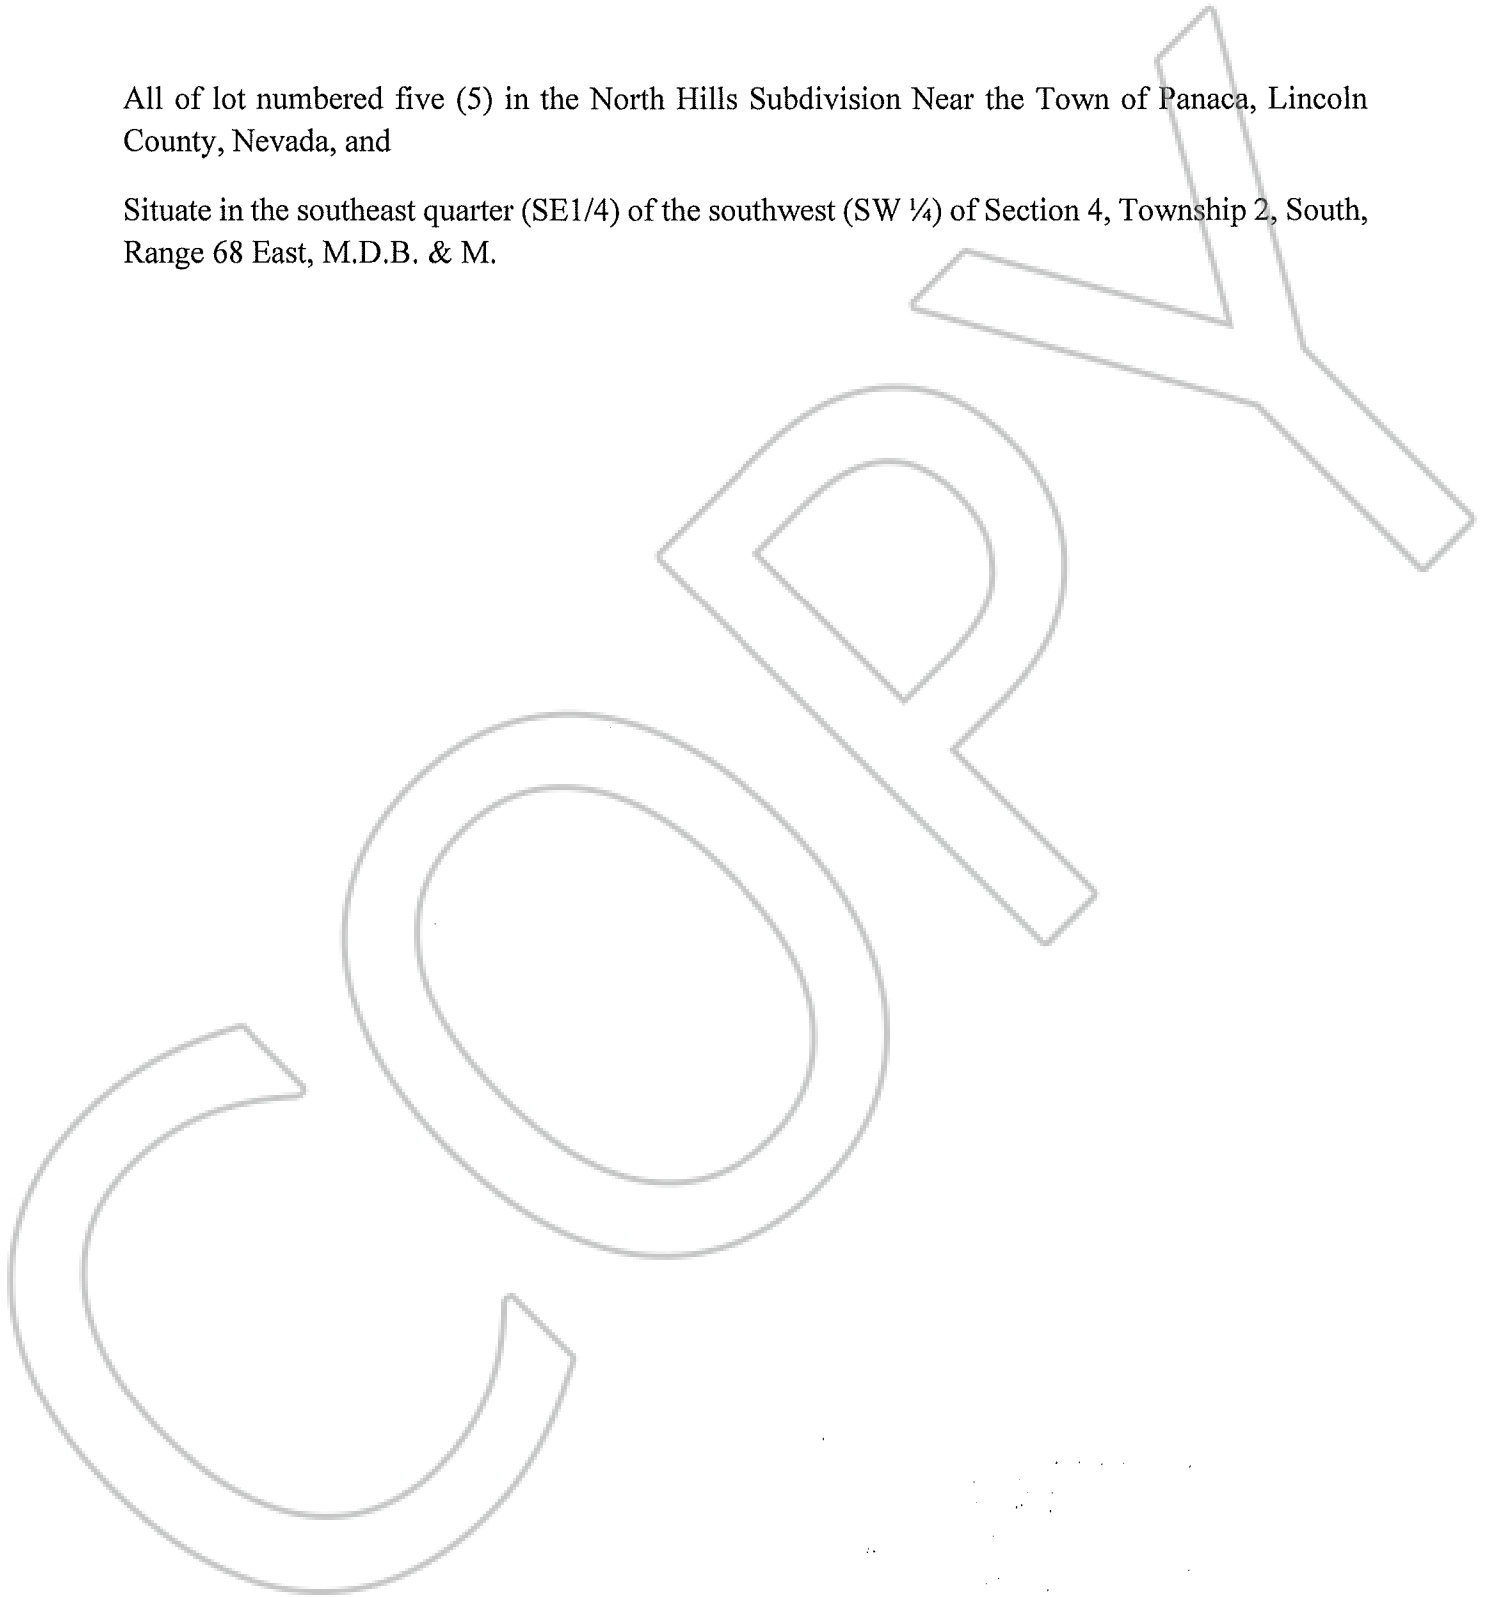 All of lot numbered five (5) in the North Hills Subdivision Near the Town of Panaca, Lincoln
County, Nevada, and
Situate in the southeast quarter (SE1/4) of the southwest (SW ¼) of Section 4, Township 2, South,
Range 68 East, M.D.B. & M.
COPY